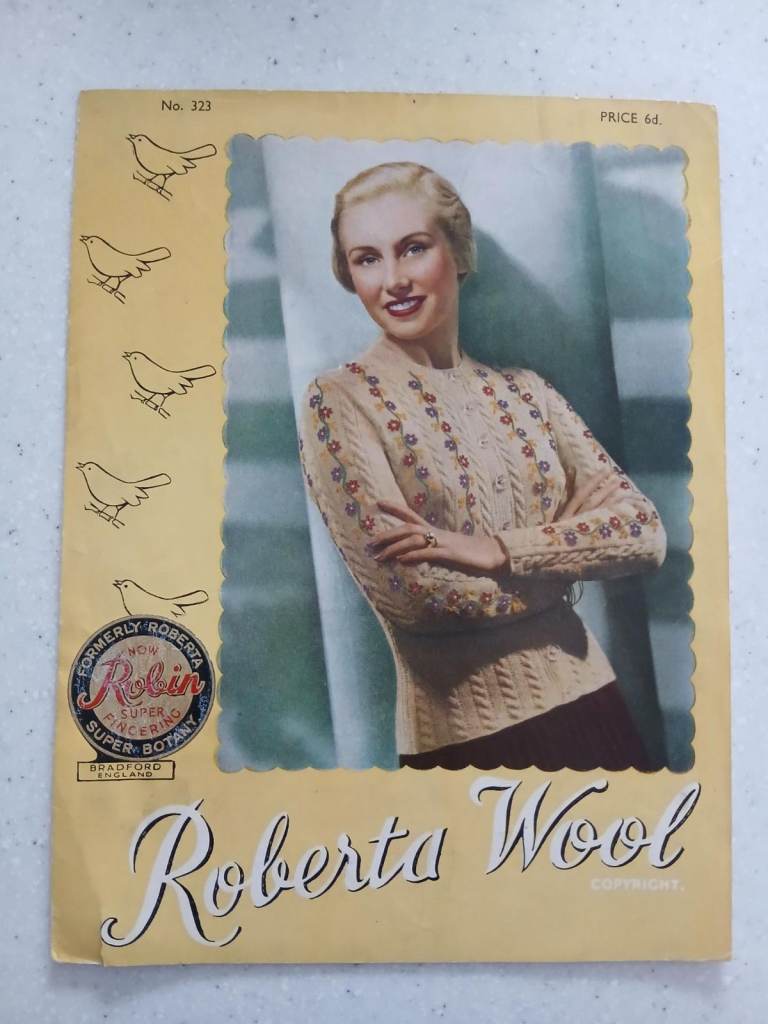 No. 323
PRICE 6d.
FORMERLY ROBERTA
NOW
Robin
SUPER
FINGERING
SUPER BOTANY
BRADFORD
ENGLAND
Roberta Wool
COPYRIGHT.